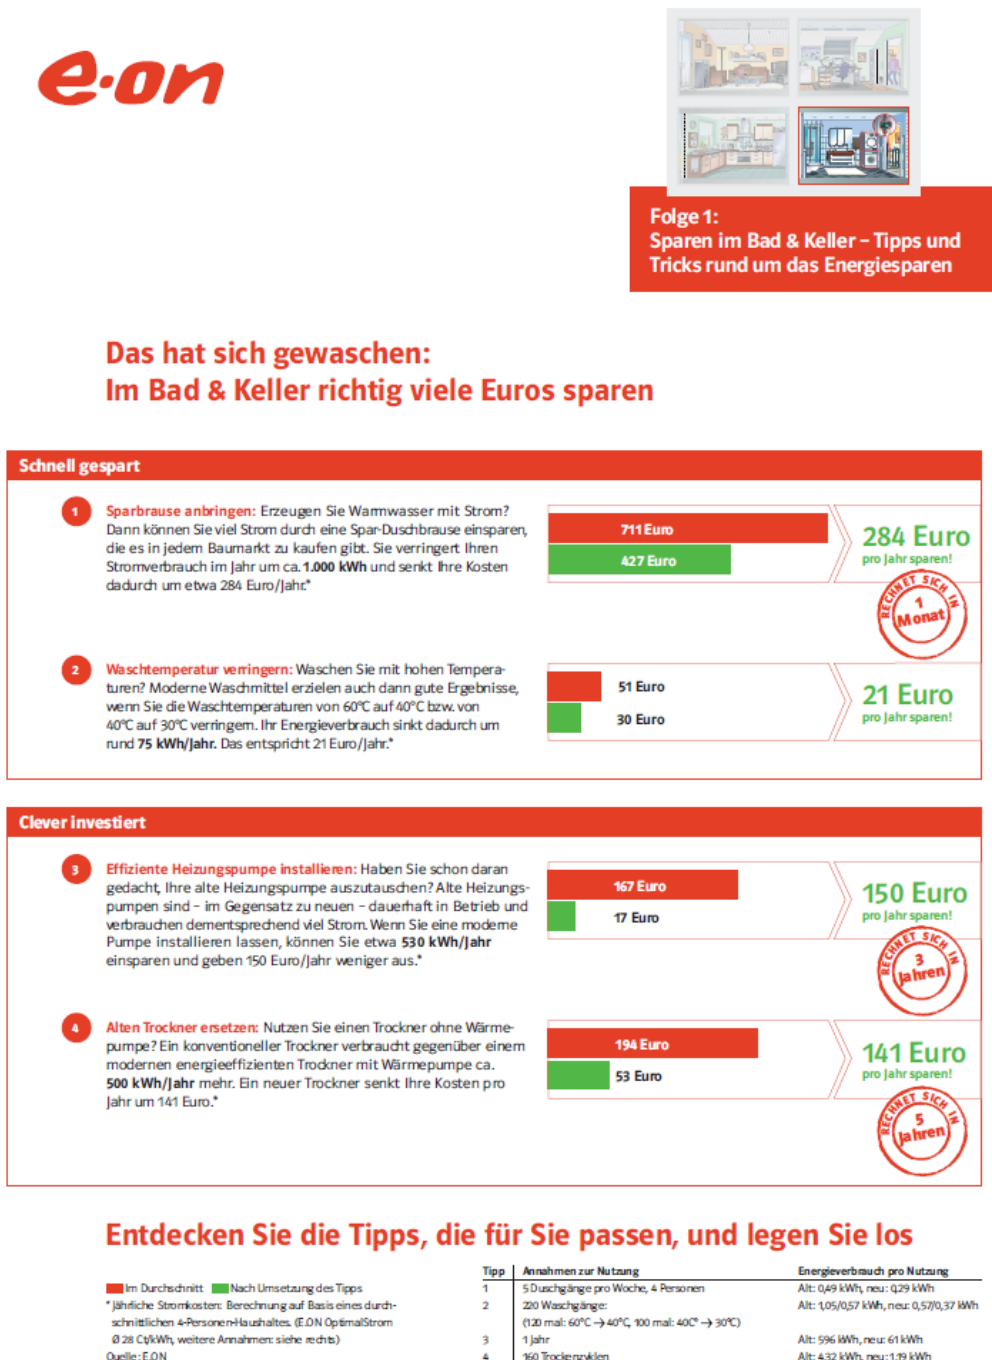 e·on
Folge 1:
Sparen im Bad & Keller – Tipps und
Tricks rund um das Energiesparen
Das hat sich gewaschen:
Im Bad & Keller richtig viele Euros sparen
Schnell gespart
1
Sparbrause anbringen: Erzeugen Sie Warmwasser mit Strom?
Dann können Sie viel Strom durch eine Spar-Duschbrause einsparen,
die es in jedem Baumarkt zu kaufen gibt. Sie verringert Ihren
Stromverbrauch im Jahr um ca. 1.000 kWh und senkt Ihre Kosten
dadurch um etwa 284 Euro/Jahr.*
711 Euro
427 Euro
284 Euro
pro Jahr sparen!
RECHNET SICH IN
1
Monat
2
Waschtemperatur verringern: Waschen Sie mit hohen Tempera-
turen? Moderne Waschmittel erzielen auch dann gute Ergebnisse,
wenn Sie die Waschtemperaturen von 60°C auf 40°C bzw. von
40°C auf 30°C verringern. Ihr Energieverbrauch sinkt dadurch um
rund 75 kWh/Jahr. Das entspricht 21 Euro/Jahr.*
51 Euro
30 Euro
21 Euro
pro Jahr sparen!
Clever investiert
3
Effiziente Heizungspumpe installieren: Haben Sie schon daran
gedacht, Ihre alte Heizungspumpe auszutauschen? Alte Heizungs-
pumpen sind – im Gegensatz zu neuen – dauerhaft in Betrieb und
verbrauchen dementsprechend viel Strom. Wenn Sie eine moderne
Pumpe installieren lassen, können Sie etwa 530 kWh/Jahr
einsparen und geben 150 Euro/Jahr weniger aus.*
167 Euro
17 Euro
150 Euro
pro Jahr sparen!
RECHNET SICH IN
3
Jahren
4
Alten Trockner ersetzen: Nutzen Sie einen Trockner ohne Wärme-
pumpe? Ein konventioneller Trockner verbraucht gegenüber einem
modernen energieeffizienten Trockner mit Wärmepumpe ca.
500 kWh/Jahr mehr. Ein neuer Trockner senkt Ihre Kosten pro
Jahr um 141 Euro.*
194 Euro
53 Euro
141 Euro
pro Jahr sparen!
RECHNET SICH IN
5
Jahren
Entdecken Sie die Tipps, die für Sie passen, und legen Sie los
Im Durchschnitt Nach Umsetzung des Tipps
* Jährliche Stromkosten: Berechnung auf Basis eines durch-
schnittlichen 4-Personen-Haushaltes. (E.ON OptimalStrom
Ø 28 Ct/kWh, weitere Annahmen: siehe rechts)
Quelle: E.ON
Tipp Annahmen zur Nutzung Energieverbrauch pro Nutzung
1 5 Duschgänge pro Woche, 4 Personen Alt: 0,49 kWh, neu: 0,29 kWh
2 220 Waschgänge: Alt: 1,05/0,57 kWh, neu: 0,57/0,37 kWh
(120 mal: 60°C → 40°C, 100 mal: 40C° → 30°C)
3 1 Jahr Alt: 596 kWh, neu: 61 kWh
4 160 Trockenzyklen Alt: 4,32 kWh, neu: 1,19 kWh